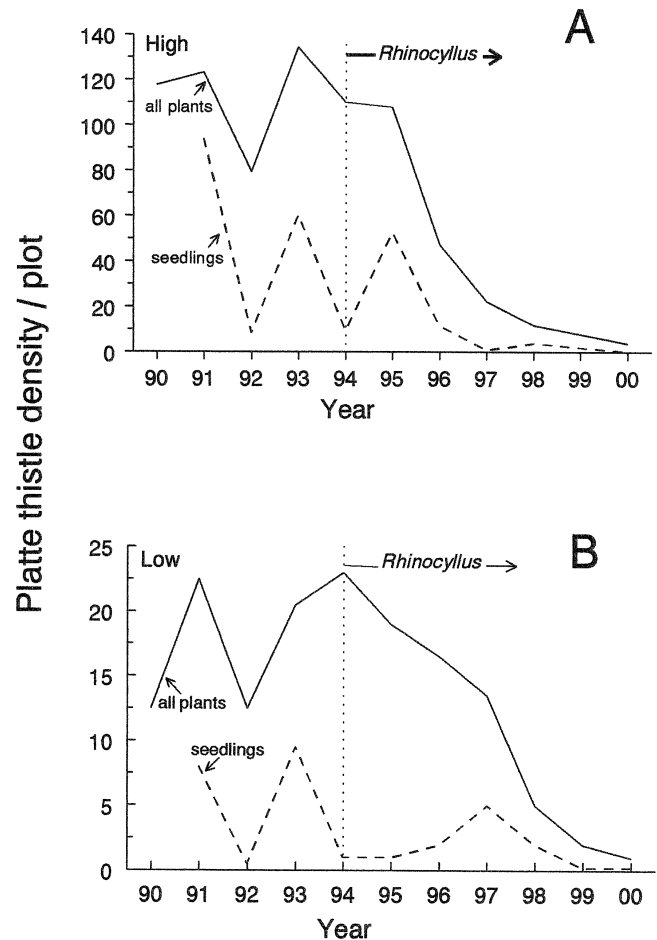 A
High
Rhinocyllus
all plants
seedlings
140
120
100
80
60
40
20
0
90 91 92 93 94 95 96 97 98 99 00
Year
Platte thistle density / plot
B
Low
Rhinocyllus
all plants
seedlings
25
20
15
10
5
0
90 91 92 93 94 95 96 97 98 99 00
Year